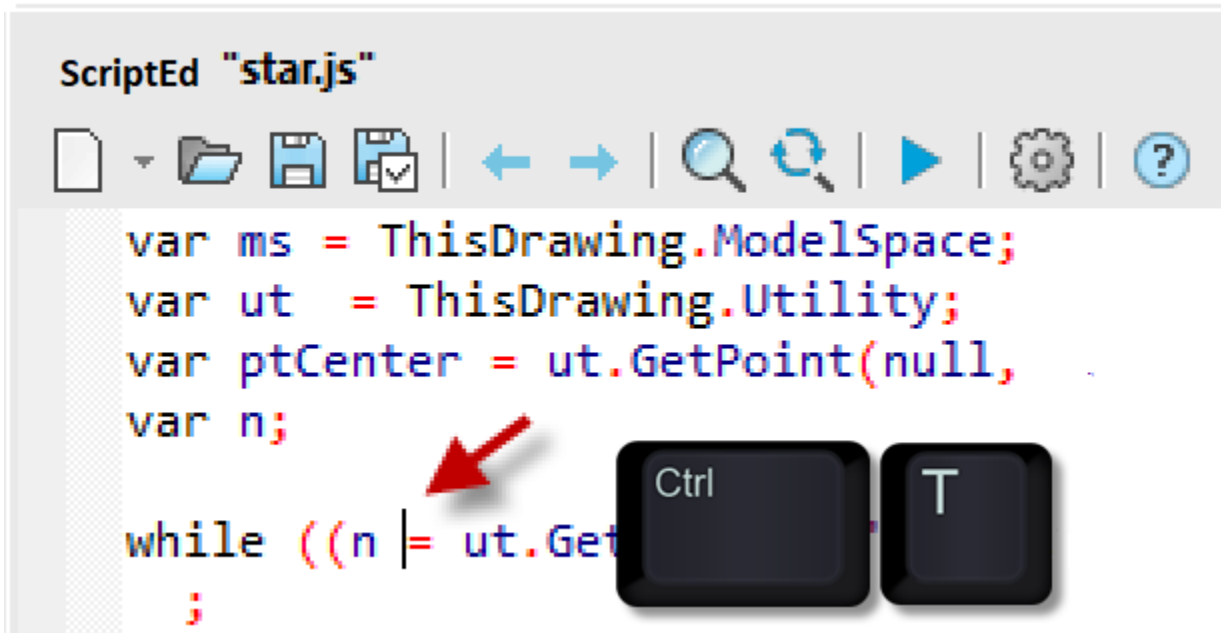 ScriptEd "star.js"
var ms = ThisDrawing.ModelSpace;
var ut  = ThisDrawing.Utility;
var ptCenter = ut.GetPoint(null,
var n;
while ((n = ut.Get
Ctrl T
;